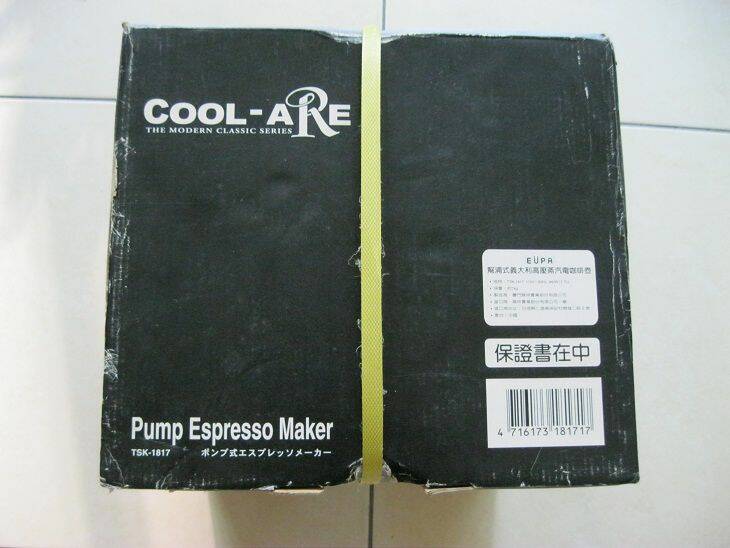 COOL-ARE
THE MODERN CLASSIC SERIES
EUPA
幫浦式義大利高壓蒸汽電咖啡壺
保證書在中
4 716173 181717
Pump Espresso Maker
TSK-1817 ポンプ式エスプレッソメーカー